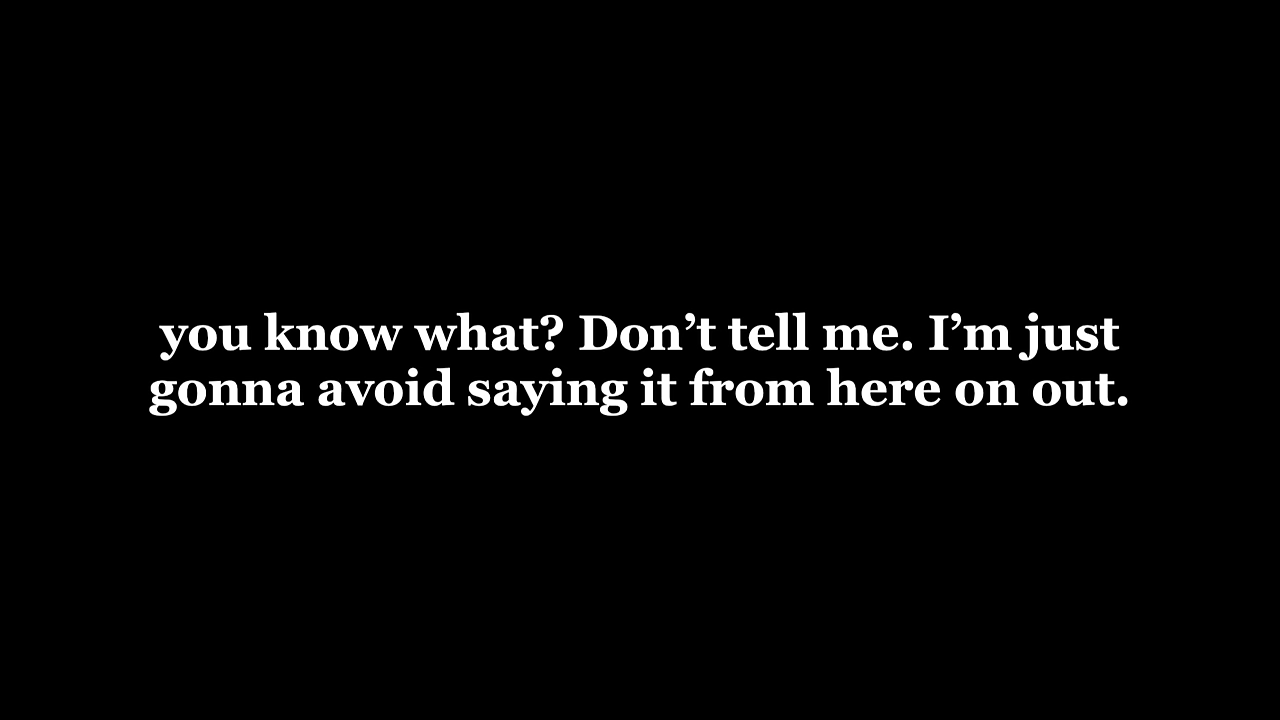 you know what? Don’t tell me. I’m just
gonna avoid saying it from here on out.